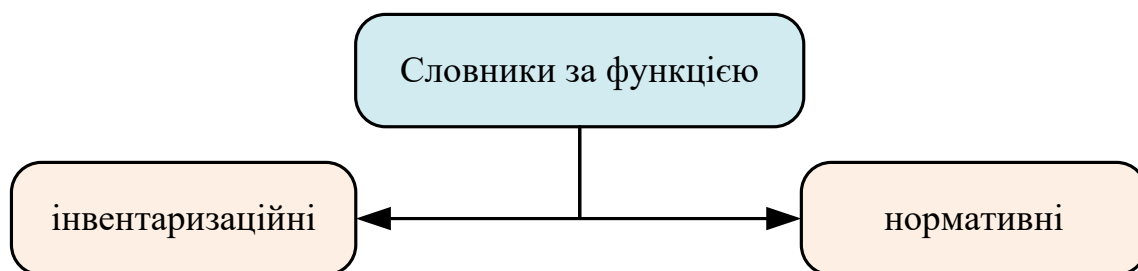 Словники за функцією
інвентаризаційні
нормативні